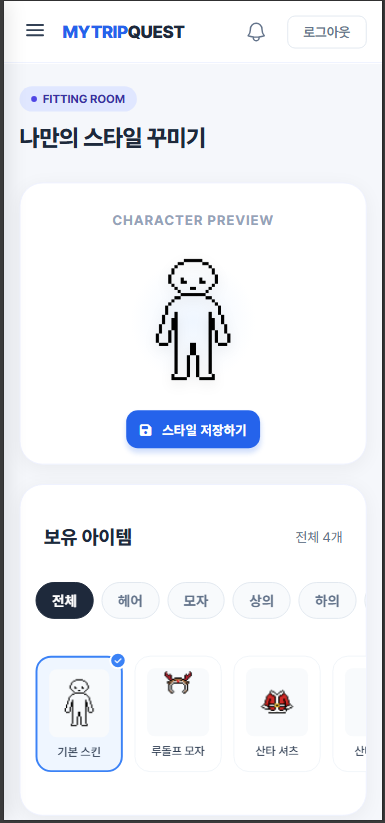 MYTRIPQUEST
로그아웃
FITTING ROOM
나만의 스타일 꾸미기
CHARACTER PREVIEW
스타일 저장하기
보유 아이템
전체 4개
전체
헤어
모자
상의
하의
기본 스킨
루돌프 모자
산타 셔츠